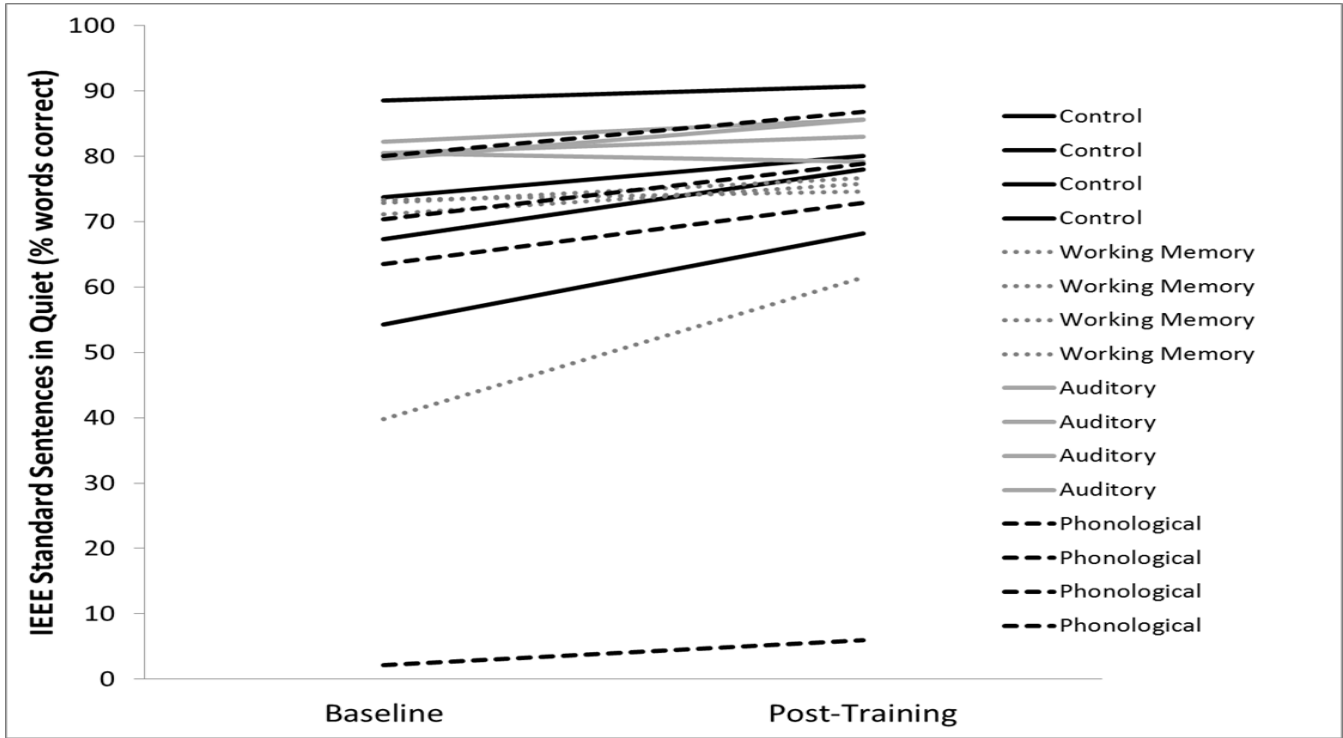 IEEE Standard Sentences in Quiet (% words correct)
100
90
80
70
60
50
40
30
20
10
0
Baseline
Post-Training
Control
Control
Control
Control
Working Memory
Working Memory
Working Memory
Working Memory
Auditory
Auditory
Auditory
Auditory
Phonological
Phonological
Phonological
Phonological